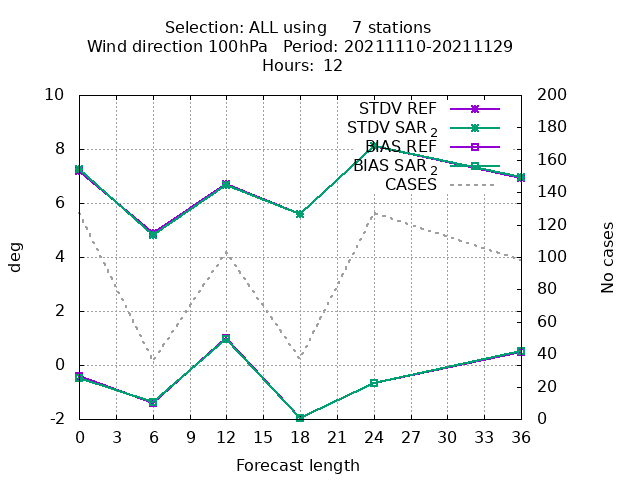 Selection: ALL using 7 stations
Wind direction 100hPa Period: 20211110-20211129
Hours: 12
STDV REF
STDV SAR 2
BIAS REF
BIAS SAR 2
CASES
10
8
6
4
2
0
-2
deg
200
180
160
140
120
100
80
60
40
20
0
No cases
0 3 6 9 12 15 18 21 24 27 30 33 36
Forecast length